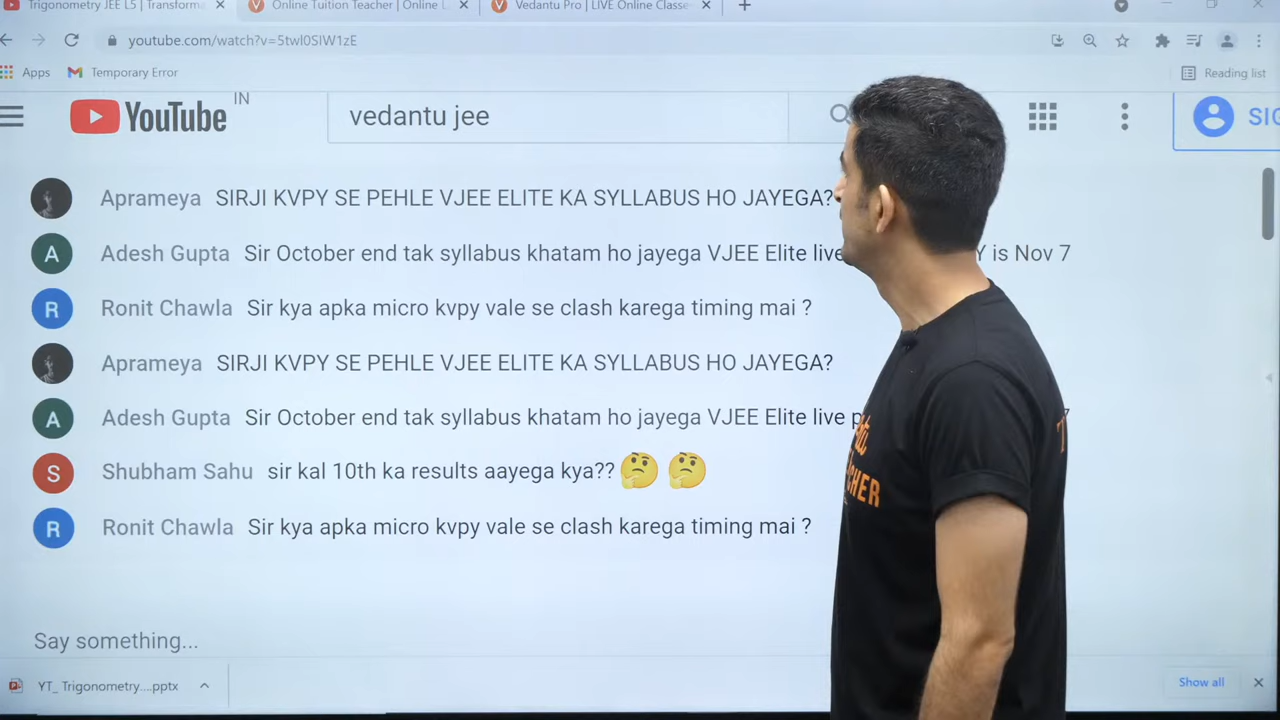 Trigonometry JEE L5 | Transforma
Online Tuition Teacher | Online L
Vedantu Pro | LIVE Online Classe
youtube.com/watch?v=5twI0SIW1zE
Apps
Temporary Error
Reading list
YouTube IN
vedantu jee
SIG
Aprameya SIRJI KVPY SE PEHLE VJEE ELITE KA SYLLABUS HO JAYEGA?
Adesh Gupta Sir October end tak syllabus khatam ho jayega VJEE Elite live Y is Nov 7
Ronit Chawla Sir kya apka micro kvpy vale se clash karega timing mai ?
Aprameya SIRJI KVPY SE PEHLE VJEE ELITE KA SYLLABUS HO JAYEGA?
Adesh Gupta Sir October end tak syllabus khatam ho jayega VJEE Elite live p 7
Shubham Sahu sir kal 10th ka results aayega kya?? 🤔 🤔
Ronit Chawla Sir kya apka micro kvpy vale se clash karega timing mai ?
Say something...
YT_ Trigonometry....pptx
Show all